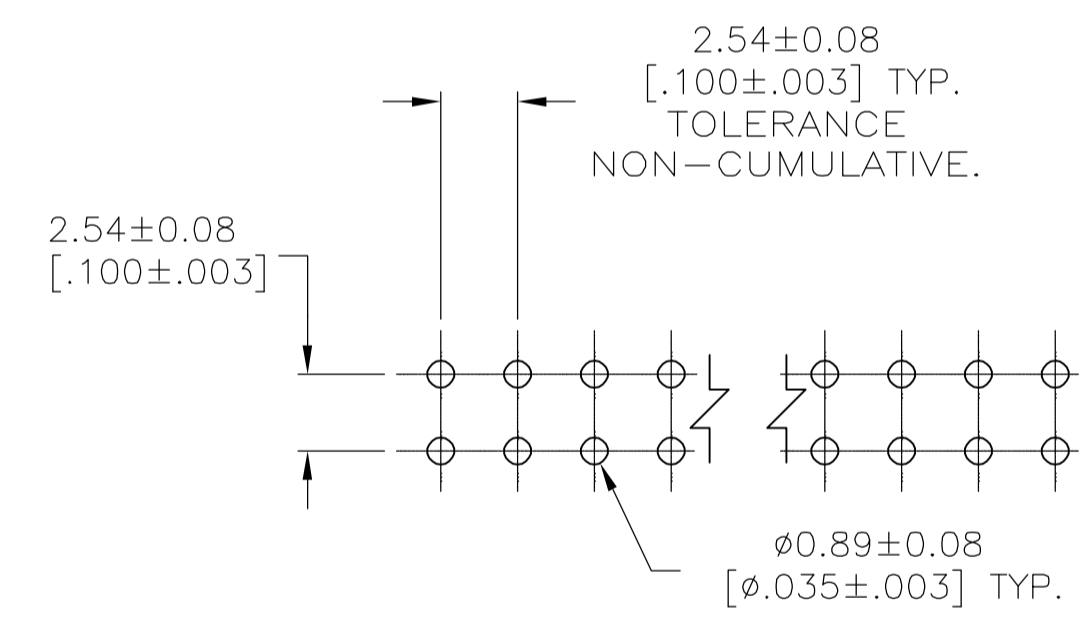 2.54±0.08
[.100±.003] TYP.
TOLERANCE
NON-CUMULATIVE.
2.54±0.08
[.100±.003]
⌀0.89±0.08
[⌀.035±.003] TYP.